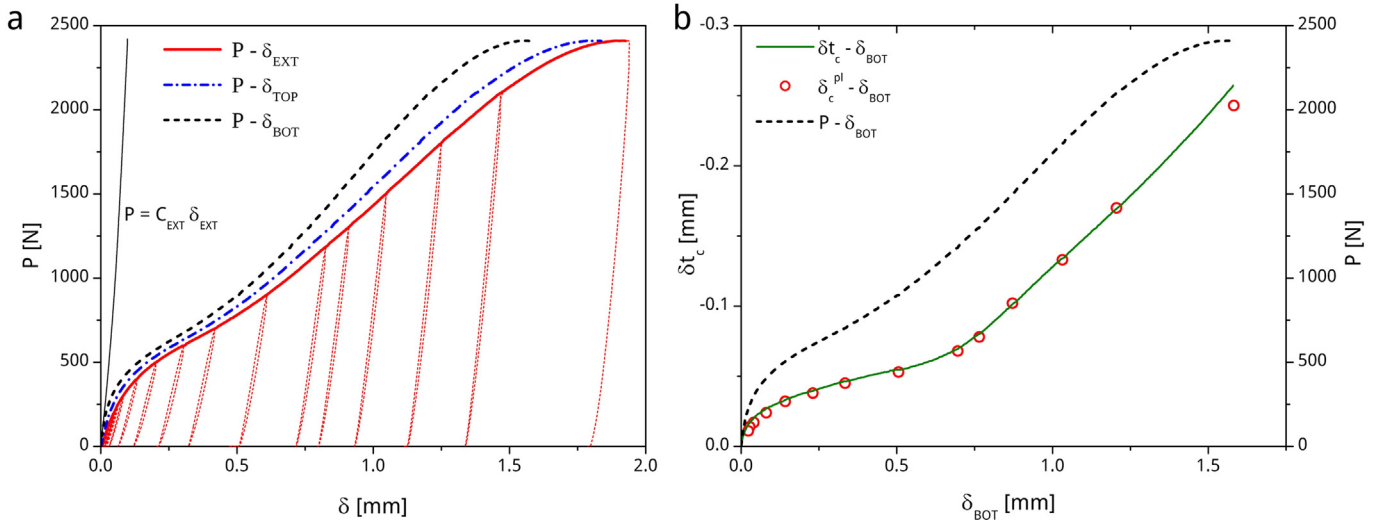 a
2500
2000
1500
1000
500
0
0.0
0.5
1.0
1.5
2.0
P [N]
δ [mm]
P - δEXT
P - δTOP
P - δBOT
P = CEXT δEXT
b
-0.3
-0.2
-0.1
0.0
0.0
0.5
1.0
1.5
2500
2000
1500
1000
500
0
δtc [mm]
P [N]
δBOT [mm]
δtc - δBOT
δcpl - δBOT
P - δBOT